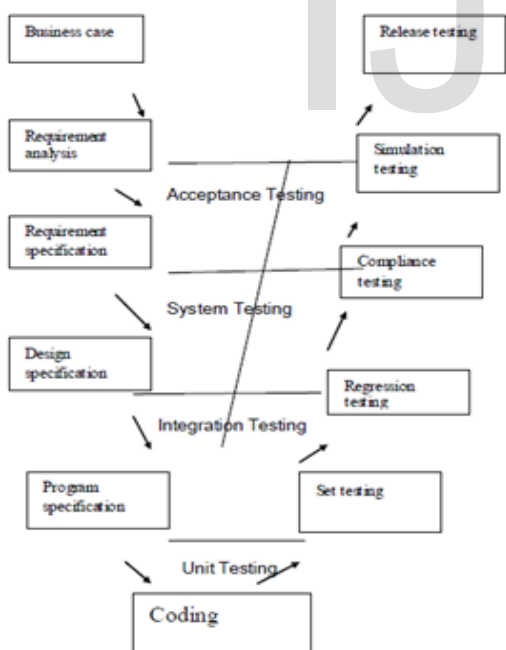 Business case
Release testing
IJ
Requirement
analysis
Simulation
testing
Acceptance Testing
Requirement
specification
Compliance
testing
System Testing
Design
specification
Regression
testing
Integration Testing
Program
specification
Set testing
Unit Testing
Coding